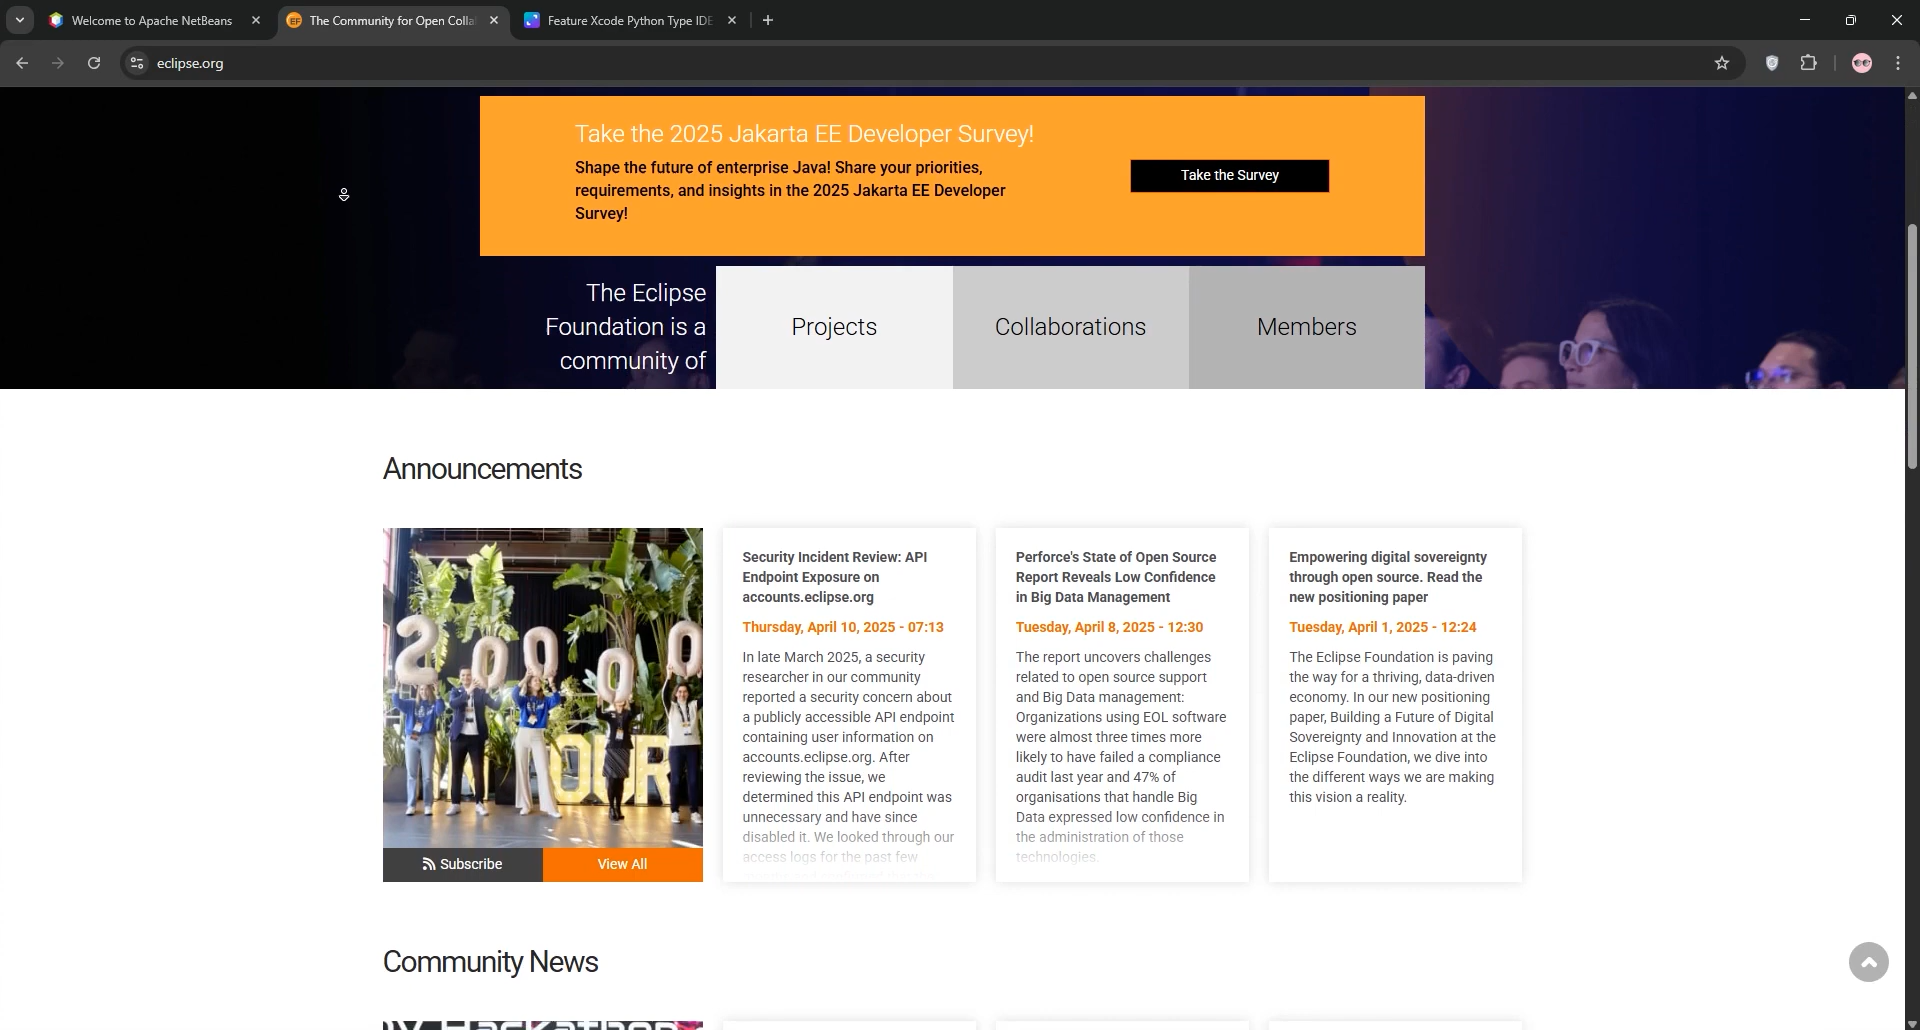 Welcome to Apache NetBeans
The Community for Open Colla
Feature Xcode Python Type IDE
eclipse.org
Take the 2025 Jakarta EE Developer Survey!
Shape the future of enterprise Java! Share your priorities,
requirements, and insights in the 2025 Jakarta EE Developer
Survey!
Take the Survey
The Eclipse
Foundation is a
community of
Projects
Collaborations
Members
Announcements
20000
OUR
Subscribe
View All
Security Incident Review: API
Endpoint Exposure on
accounts.eclipse.org
Thursday, April 10, 2025 - 07:13
In late March 2025, a security
researcher in our community
reported a security concern about
a publicly accessible API endpoint
containing user information on
accounts.eclipse.org. After
reviewing the issue, we
determined this API endpoint was
unnecessary and have since
disabled it. We looked through our
access logs for the past few
Perforce's State of Open Source
Report Reveals Low Confidence
in Big Data Management
Tuesday, April 8, 2025 - 12:30
The report uncovers challenges
related to open source support
and Big Data management:
Organizations using EOL software
were almost three times more
likely to have failed a compliance
audit last year and 47% of
organisations that handle Big
Data expressed low confidence in
the administration of those
technologies.
Empowering digital sovereignty
through open source. Read the
new positioning paper
Tuesday, April 1, 2025 - 12:24
The Eclipse Foundation is paving
the way for a thriving, data-driven
economy. In our new positioning
paper, Building a Future of Digital
Sovereignty and Innovation at the
Eclipse Foundation, we dive into
the different ways we are making
this vision a reality.
Community News